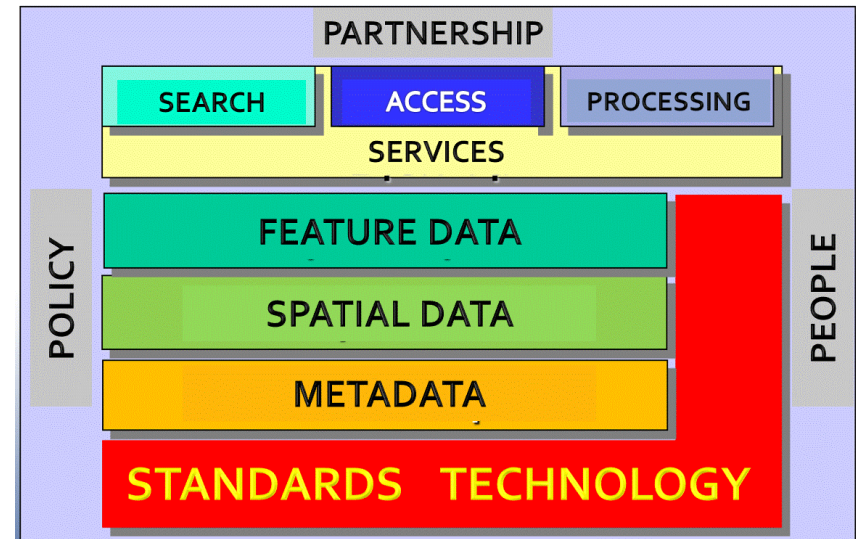 PARTNERSHIP
SEARCH
ACCESS
PROCESSING
SERVICES
POLICY
FEATURE DATA
PEOPLE
SPATIAL DATA
METADATA
STANDARDS TECHNOLOGY